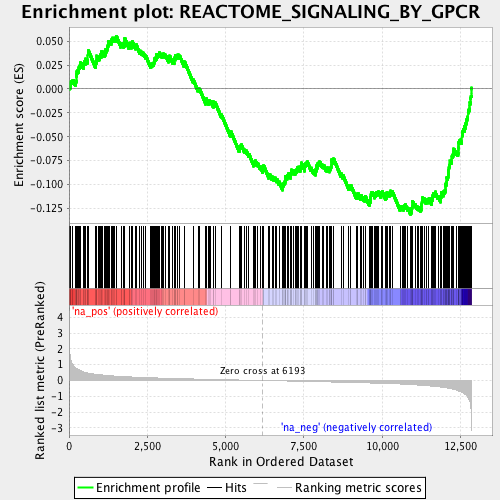 Enrichment plot: REACTOME_SIGNALING_BY_GPCR
Enrichment score (ES)
0.050
0.025
0.000
-0.025
-0.050
-0.075
-0.100
-0.125
'na_pos' (positively correlated)
Ranked list metric (PreRanked)
4
3
2
1
0
-1
-2
-3
Zero cross at 6193
'na_neg' (negatively correlated)
0
2,500
5,000
7,500
10,000
12,500
Rank in Ordered Dataset
Enrichment profile
Hits
Ranking metric scores